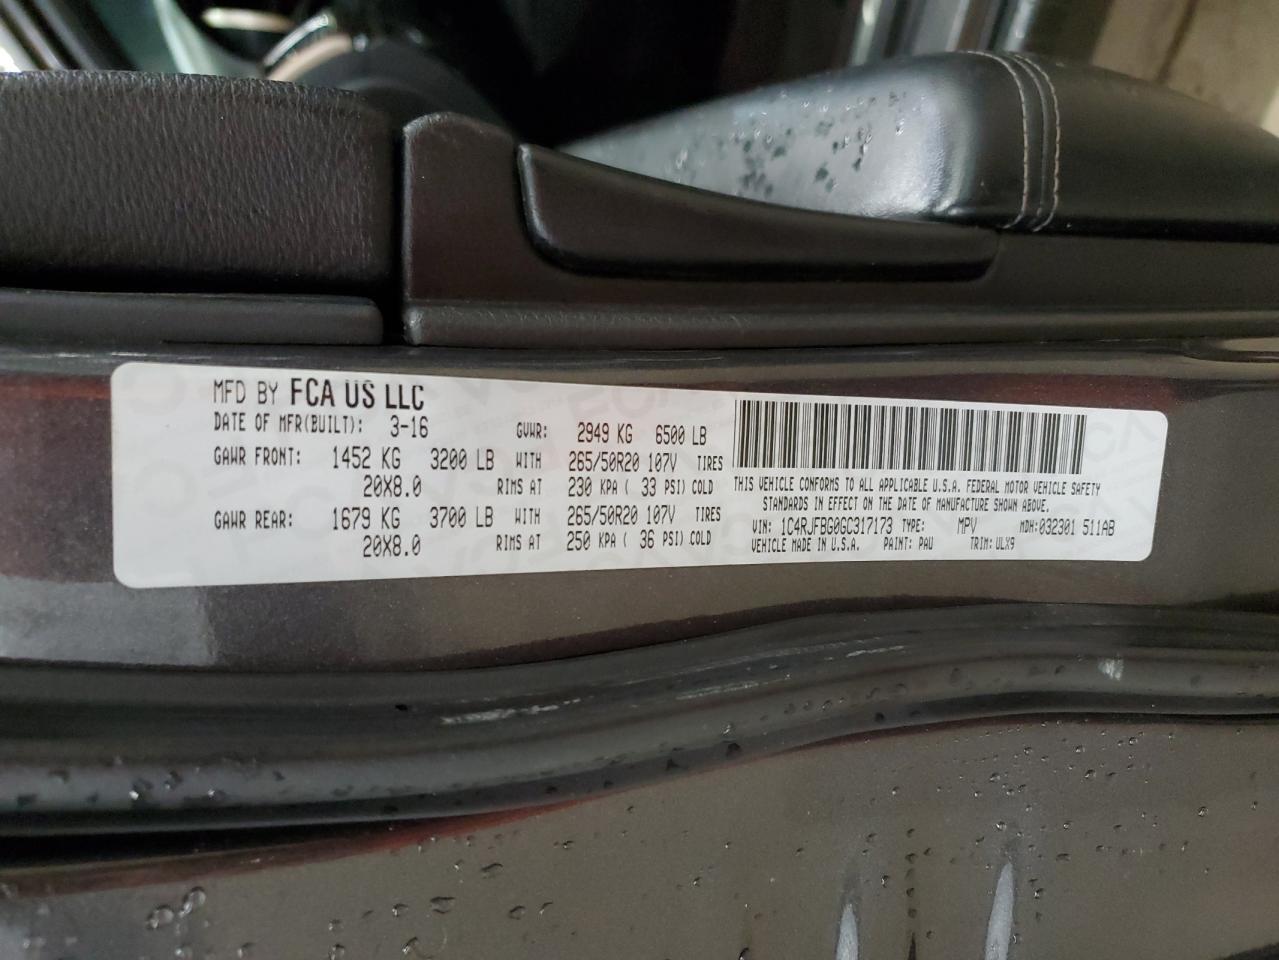 MFD BY FCA US LLC
DATE OF MFR(BUILT): 3-16 GVWR: 2949 KG 6500 LB
GAWR FRONT: 1452 KG 3200 LB WITH 265/50R20 107V TIRES
20X8.0 RIMS AT 230 KPA ( 33 PSI) COLD
GAWR REAR: 1679 KG 3700 LB WITH 265/50R20 107V TIRES
20X8.0 RIMS AT 250 KPA ( 36 PSI) COLD
THIS VEHICLE CONFORMS TO ALL APPLICABLE U.S.A. FEDERAL MOTOR VEHICLE SAFETY
STANDARDS IN EFFECT ON THE DATE OF MANUFACTURE SHOWN ABOVE.
VIN: 1C4RJFBG0GC317173 TYPE: MPV MDH:032301 511AB
VEHICLE MADE IN U.S.A. PAINT: PAU TRIM: ULX9